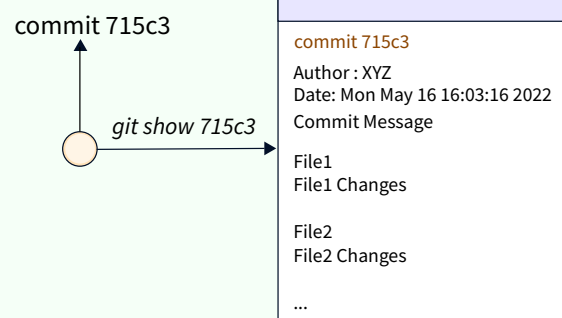 commit 715c3
git show 715c3
commit 715c3
Author : XYZ
Date: Mon May 16 16:03:16 2022
Commit Message
File1
File1 Changes
File2
File2 Changes
...